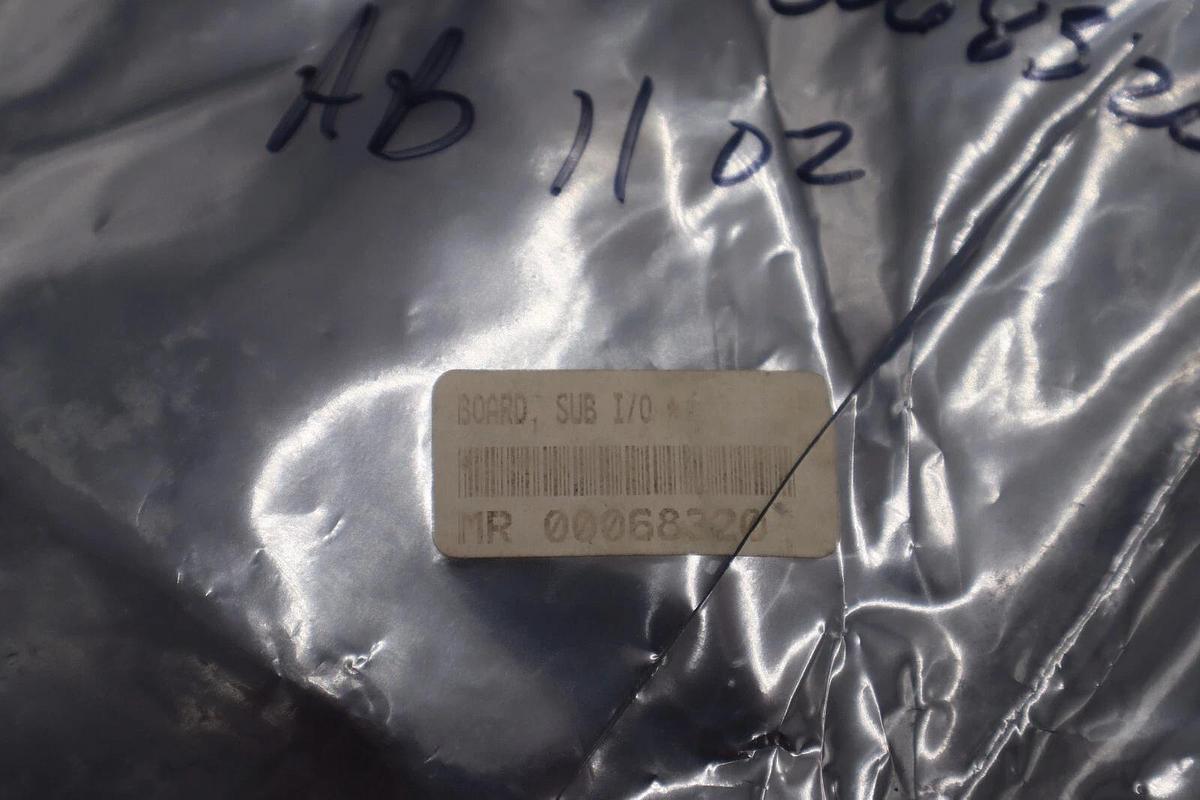 AB 11 02
BOARD, SUB I/O
MR 00068320